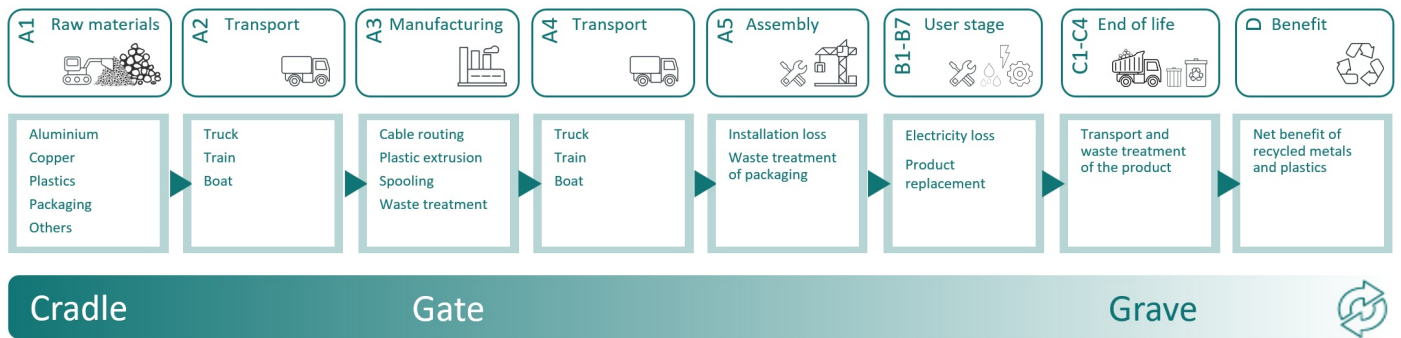 A1 Raw materials
A2 Transport
A3 Manufacturing
A4 Transport
A5 Assembly
B1-B7 User stage
C1-C4 End of life
D Benefit
Aluminium
Copper
Plastics
Packaging
Others
Truck
Train
Boat
Cable routing
Plastic extrusion
Spooling
Waste treatment
Truck
Train
Boat
Installation loss
Waste treatment
of packaging
Electricity loss
Product
replacement
Transport and
waste treatment
of the product
Net benefit of
recycled metals
and plastics
Cradle
Gate
Grave